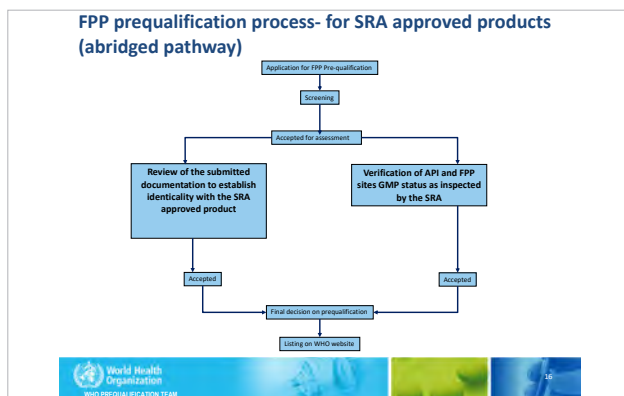 FPP prequalification process- for SRA approved products
(abridged pathway)
Application for FPP Pre-qualification
Screening
Accepted for assessment
Review of the submitted
documentation to establish
identicality with the SRA
approved product
Verification of API and FPP
sites GMP status as inspected
by the SRA
Accepted
Accepted
Final decision on prequalification
Listing on WHO website
World Health
Organization
WHO PREQUALIFICATION TEAM
16